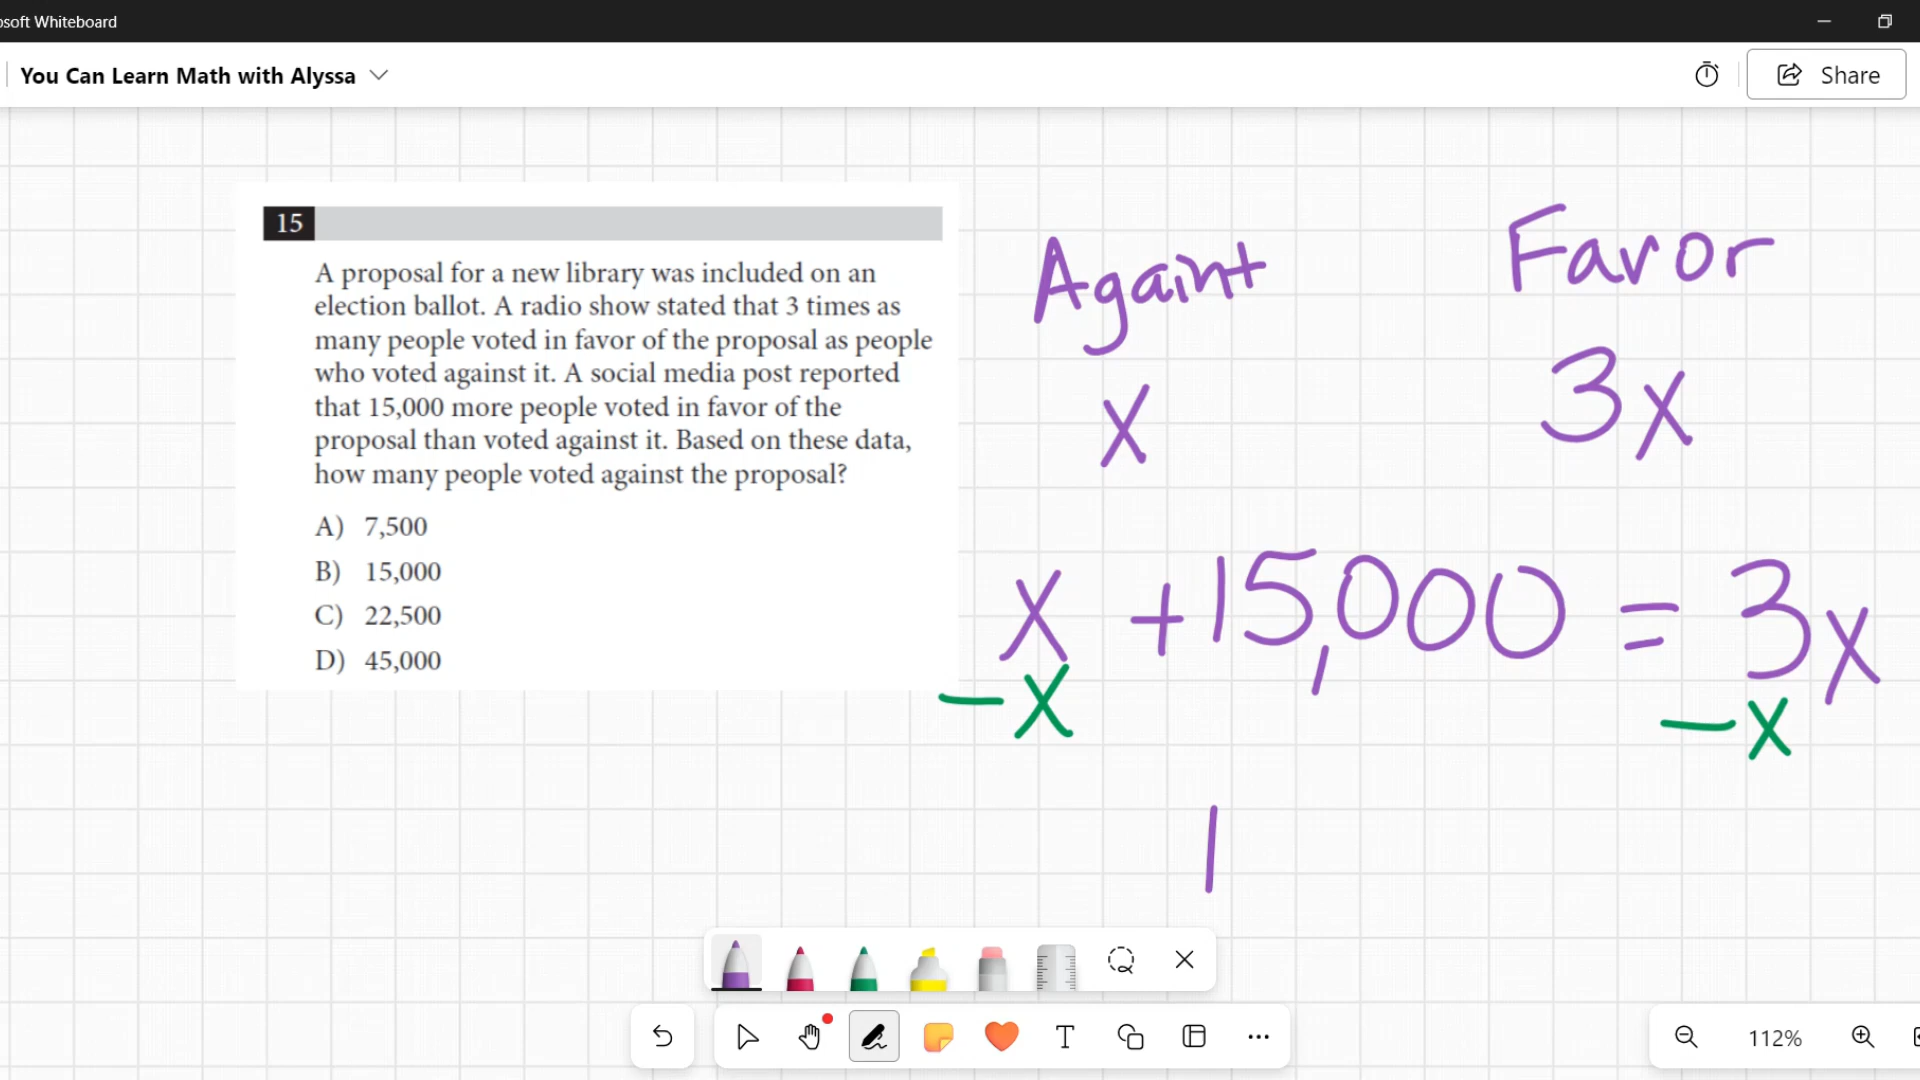 osoft Whiteboard
You Can Learn Math with Alyssa
Share
15
A proposal for a new library was included on an
election ballot. A radio show stated that 3 times as
many people voted in favor of the proposal as people
who voted against it. A social media post reported
that 15,000 more people voted in favor of the
proposal than voted against it. Based on these data,
how many people voted against the proposal?
A) 7,500
B) 15,000
C) 22,500
D) 45,000
Againt Favor
x 3x
x + 15,000 = 3x
- x - x
1
112%